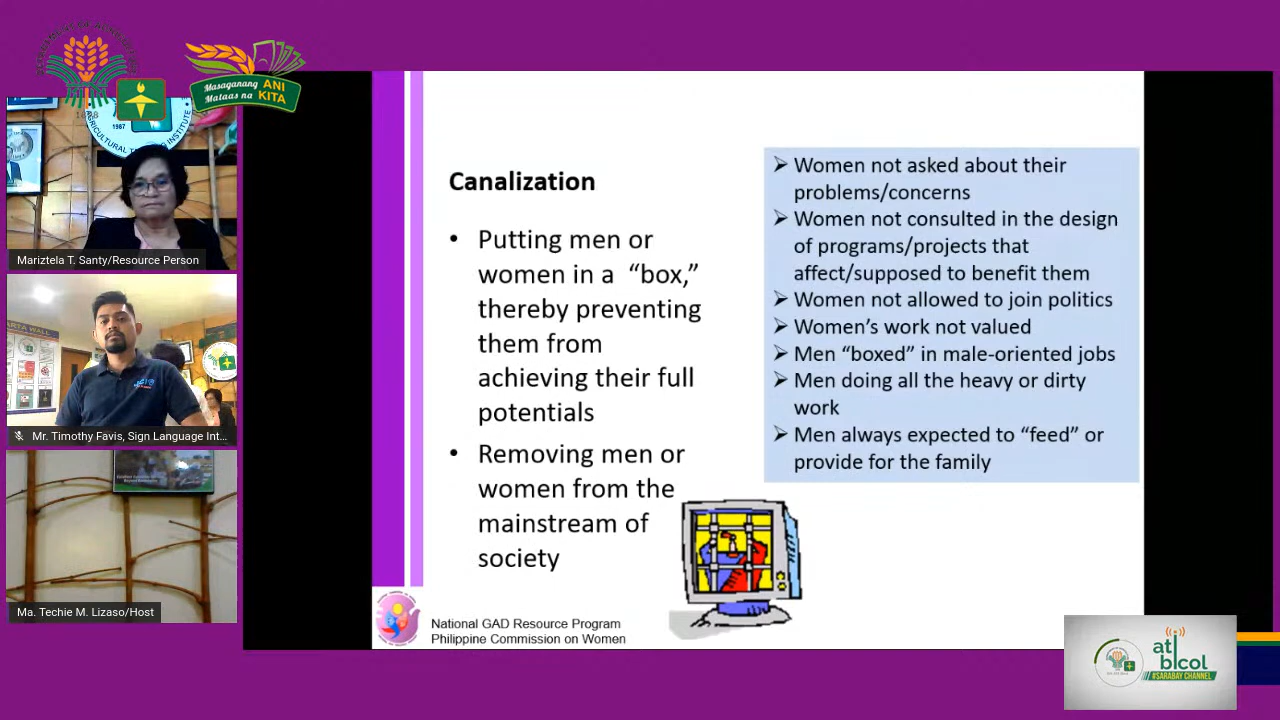 Masaganang ANI
Mataas na KITA
1987
AGRICULTURAL TRAINING INSTITUTE
Mariztela T. Santy/Resource Person
Mr. Timothy Favis, Sign Language Int...
Ma. Techie M. Lizaso/Host
Canalization
• Putting men or
women in a “box,”
thereby preventing
them from
achieving their full
potentials
• Removing men or
women from the
mainstream of
society
➢ Women not asked about their
problems/concerns
➢ Women not consulted in the design
of programs/projects that
affect/supposed to benefit them
➢ Women not allowed to join politics
➢ Women’s work not valued
➢ Men “boxed” in male-oriented jobs
➢ Men doing all the heavy or dirty
work
➢ Men always expected to “feed” or
provide for the family
National GAD Resource Program
Philippine Commission on Women
ati
bicol
#SARABAY CHANNEL